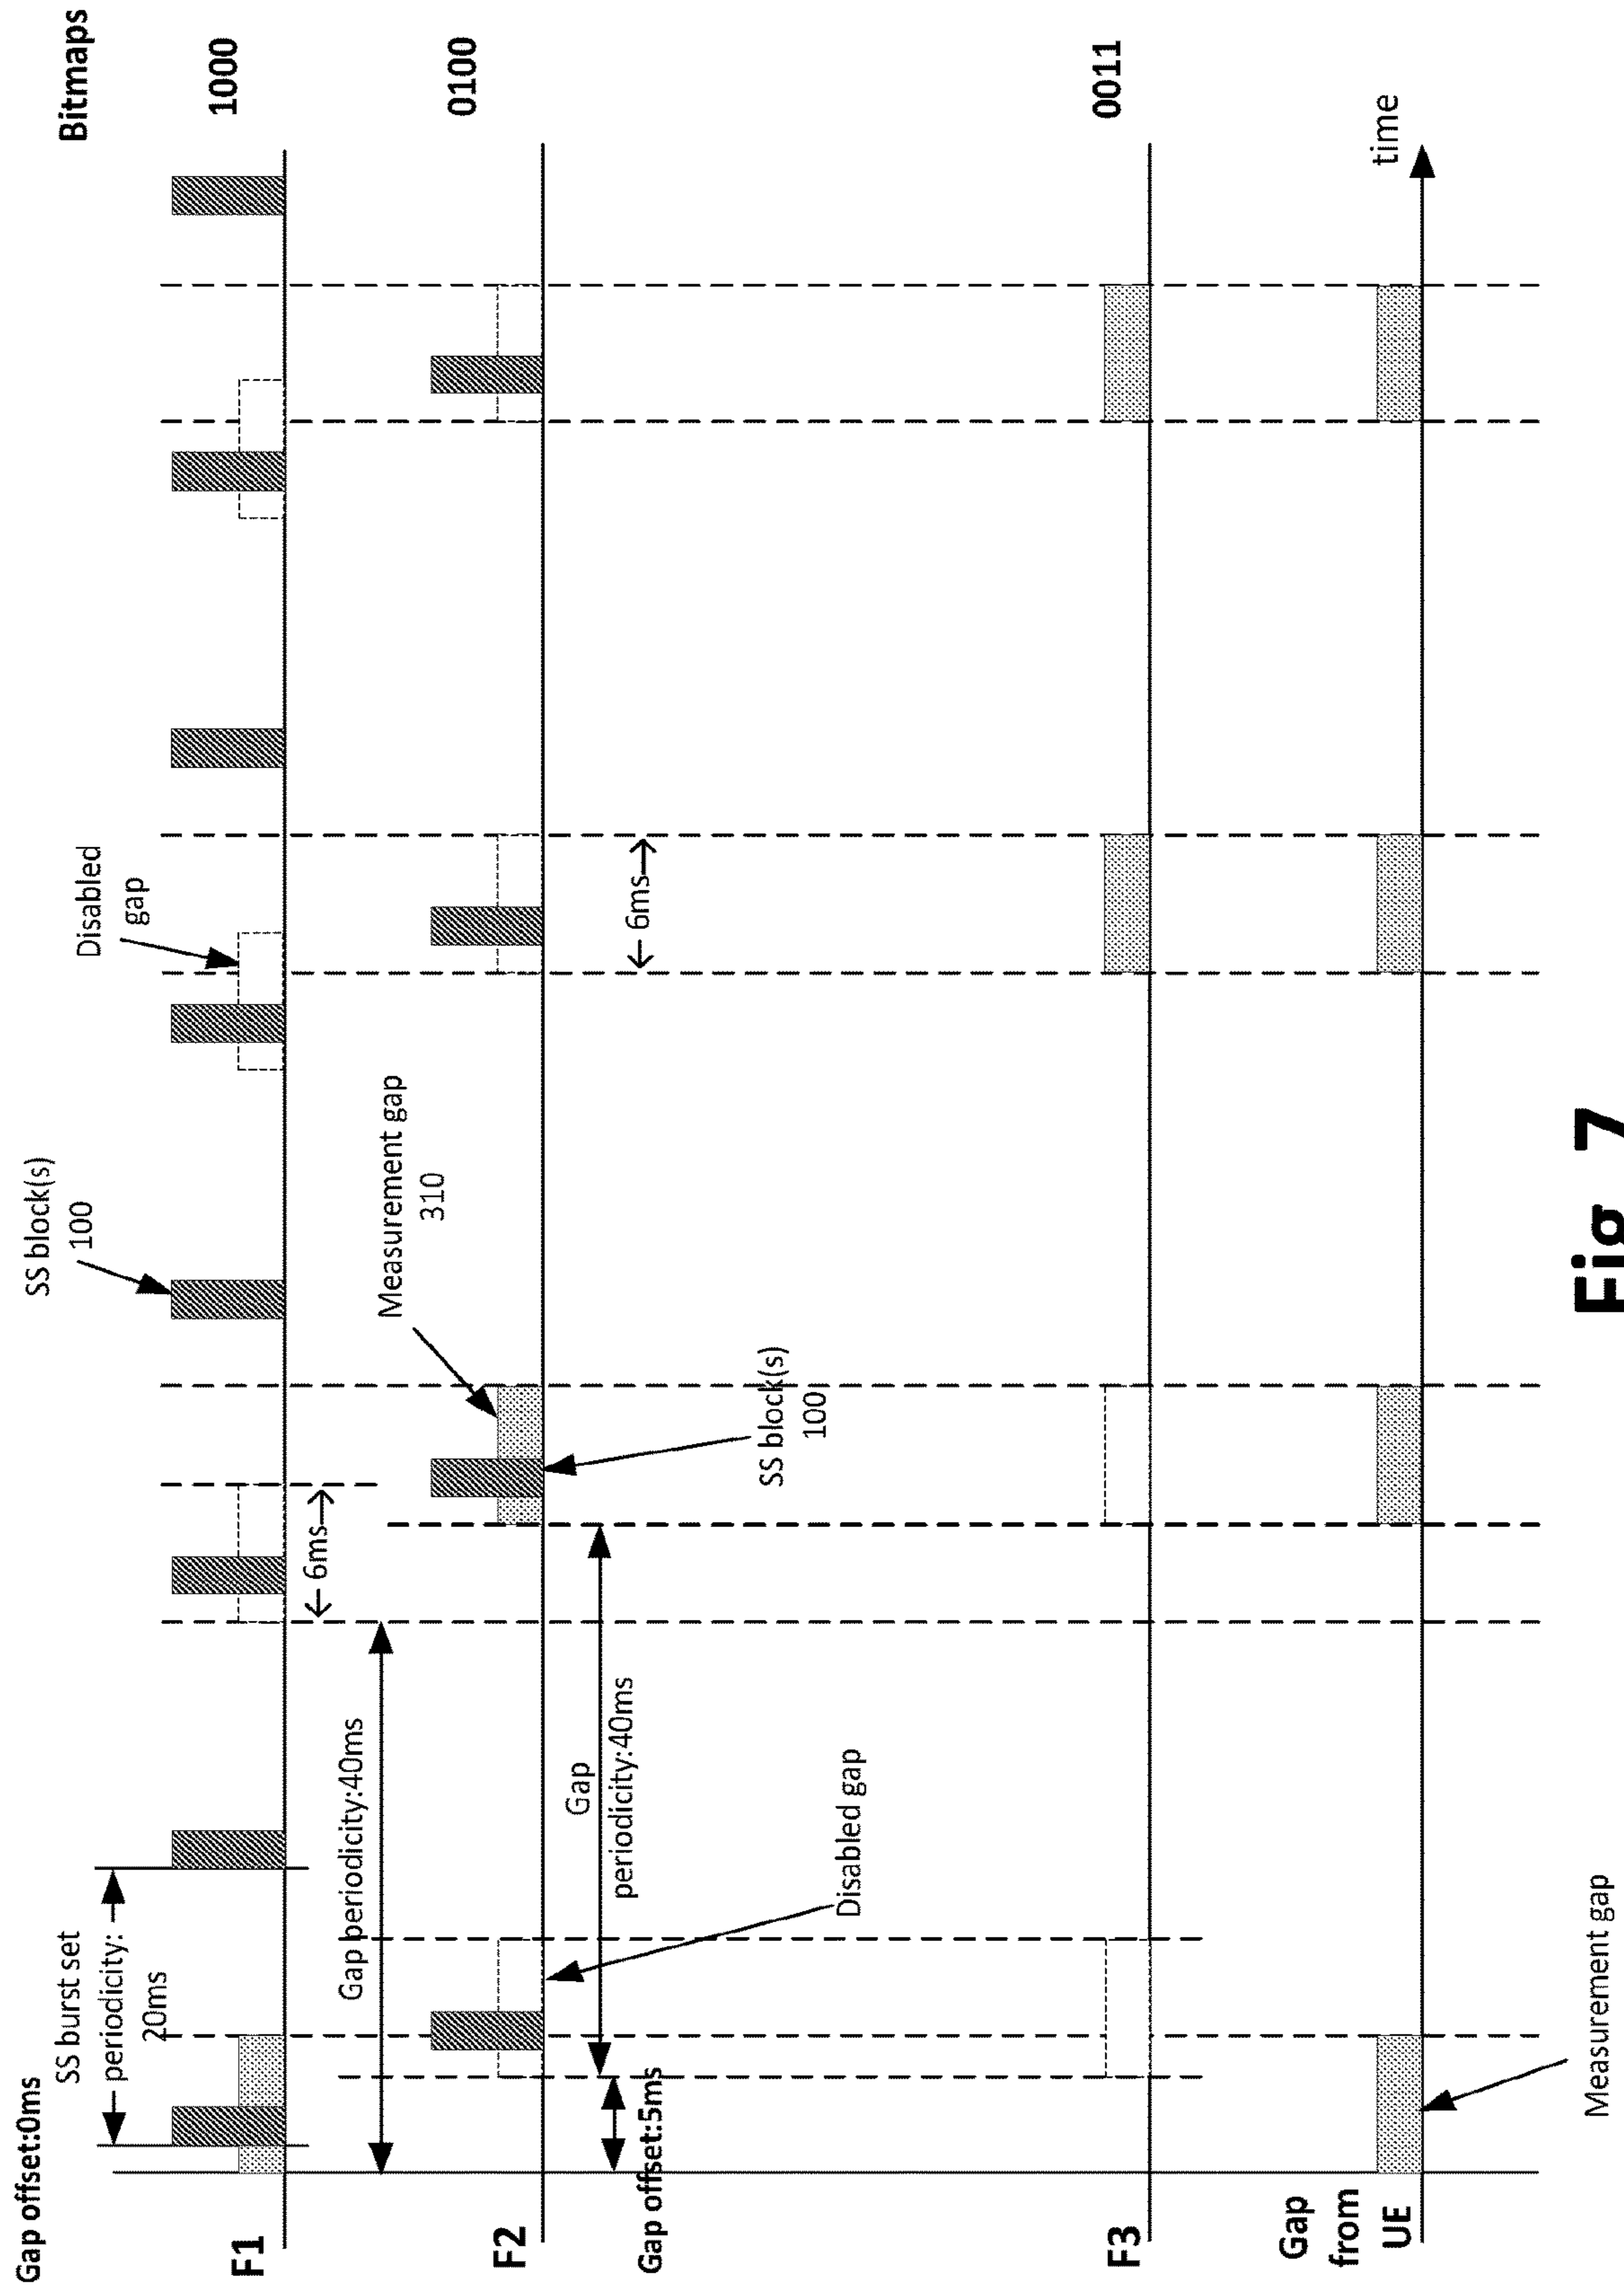 Gap offset:0ms
SS burst set
periodicity:
20ms
SS block(s)
100
Disabled
gap
Bitmaps
F1
1000
Gap periodicity:40ms
6ms
Measurement gap
310
F2
0100
Gap offset:5ms
Gap
periodicity:40ms
6ms
SS block(s)
100
Disabled gap
F3
0011
Gap
from
UE
time
Measurement gap
Fig. 7